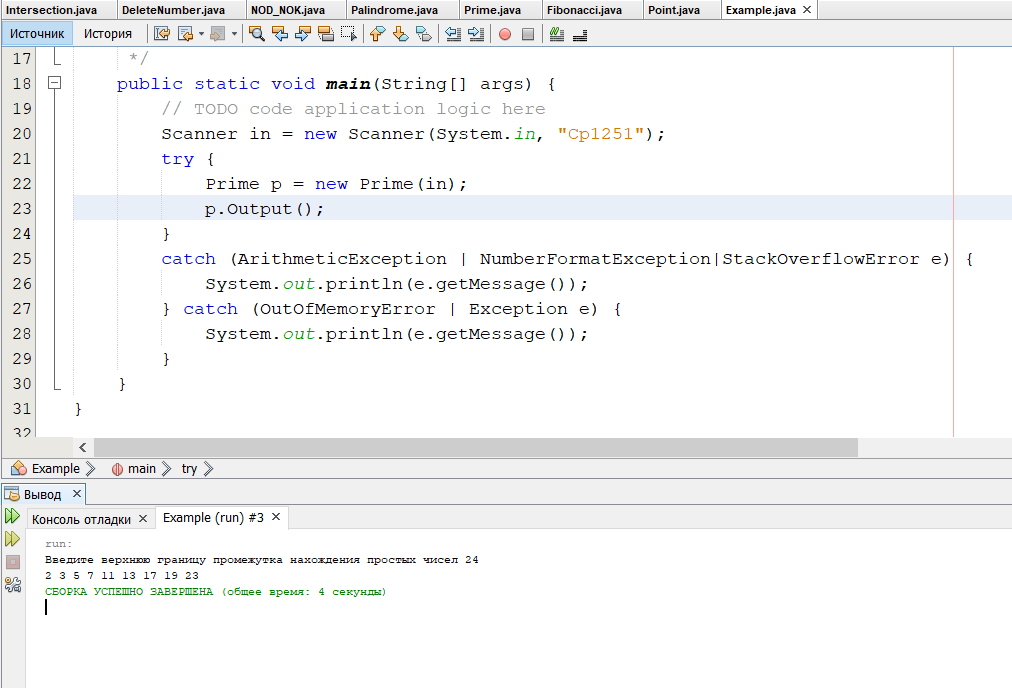 Intersection.java DeleteNumber.java NOD_NOK.java Palindrome.java Prime.java Fibonacci.java Point.java Example.java
Источник История
17 */
18 public static void main(String[] args) {
19 // TODO code application logic here
20 Scanner in = new Scanner(System.in, "Cp1251");
21 try {
22 Prime p = new Prime(in);
23 p.Output();
24 }
25 catch (ArithmeticException | NumberFormatException|StackOverflowError e) {
26 System.out.println(e.getMessage());
27 } catch (OutOfMemoryError | Exception e) {
28 System.out.println(e.getMessage());
29 }
30 }
31 }
32
Example main try
Вывод
Консоль отладки Example (run) #3
run:
Введите верхнюю границу промежутка нахождения простых чисел 24
2 3 5 7 11 13 17 19 23
СБОРКА УСПЕШНО ЗАВЕРШЕНА (общее время: 4 секунды)